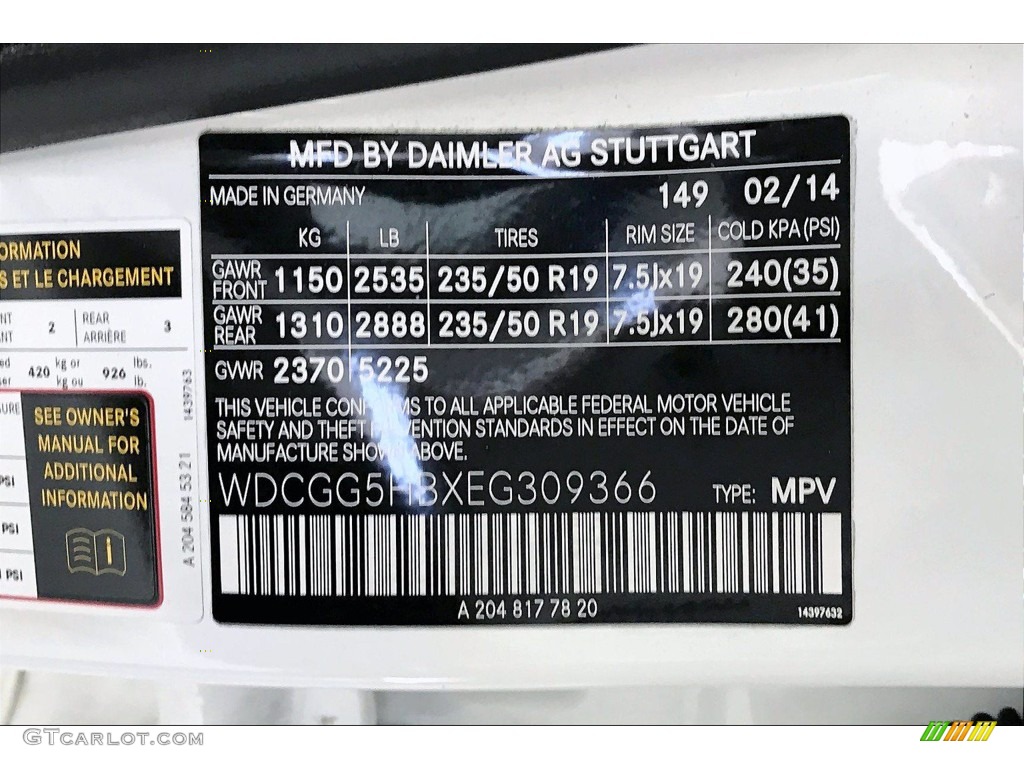 MFD BY DAIMLER AG STUTTGART
MADE IN GERMANY 149 02/14
KG LB TIRES RIM SIZE COLD KPA (PSI)
GAWR FRONT 1150 2535 235/50 R19 7.5Jx19 240(35)
GAWR REAR 1310 2888 235/50 R19 7.5Jx19 280(41)
GVWR 2370 5225
THIS VEHICLE CONFORMS TO ALL APPLICABLE FEDERAL MOTOR VEHICLE
SAFETY AND THEFT PREVENTION STANDARDS IN EFFECT ON THE DATE OF
MANUFACTURE SHOWN ABOVE.
WDCGG5HBXEG309366 TYPE: MPV
A 204 817 78 20
14397632
ORMATION
S ET LE CHARGEMENT
NT
ANT
2
REAR
ARRIÈRE
3
420 kg or
kg ou
926 lbs.
lb.
SEE OWNER'S
MANUAL FOR
ADDITIONAL
INFORMATION
PSI
PSI
PSI
A 204 584 53 21
1439763
GTcarlot.com